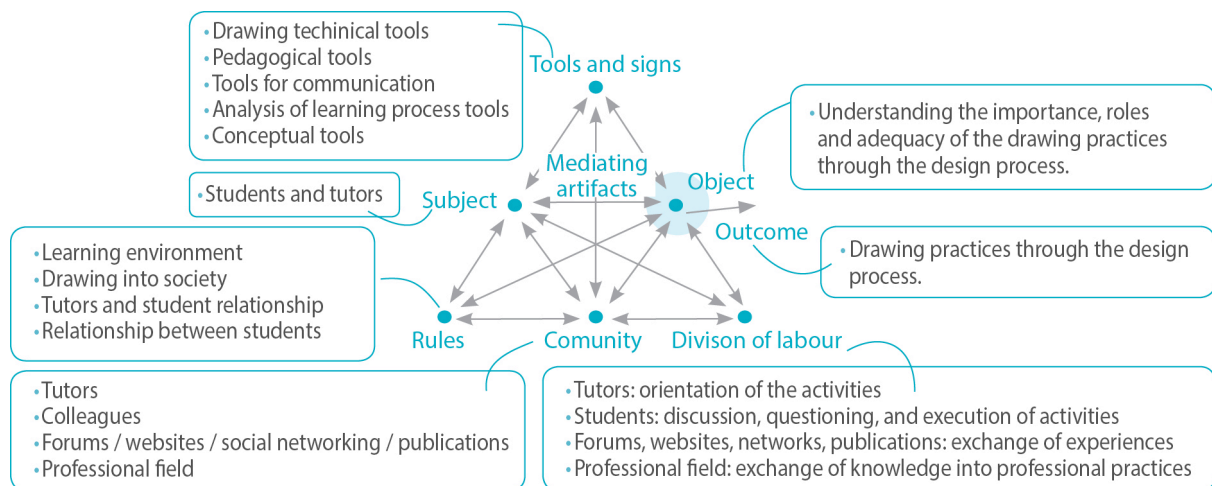 • Drawing techinical tools
• Pedagogical tools
• Tools for communication
• Analysis of learning process tools
• Conceptual tools
Tools and signs
• Understanding the importance, roles
and adequacy of the drawing practices
through the design process.
Mediating
artifacts
• Students and tutors
Subject
Object
Outcome
• Drawing practices through the design
process.
• Learning environment
• Drawing into society
• Tutors and student relationship
• Relationship between students
Rules
Comunity
Divison of labour
• Tutors
• Colleagues
• Forums / websites / social networking / publications
• Professional field
• Tutors: orientation of the activities
• Students: discussion, questioning, and execution of activities
• Forums, websites, networks, publications: exchange of experiences
• Professional field: exchange of knowledge into professional practices